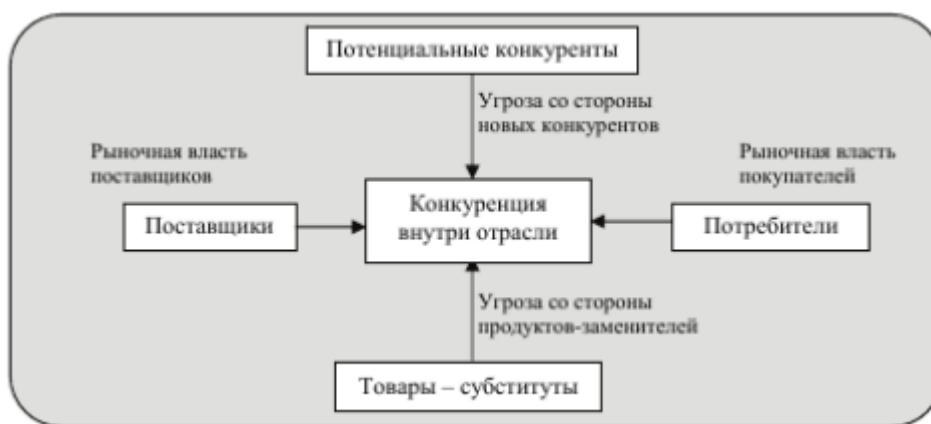 Потенциальные конкуренты
Угроза со стороны
новых конкурентов
Рыночная власть
поставщиков
Рыночная власть
покупателей
Поставщики
Конкуренция
внутри отрасли
Потребители
Угроза со стороны
продуктов-заменителей
Товары – субституты